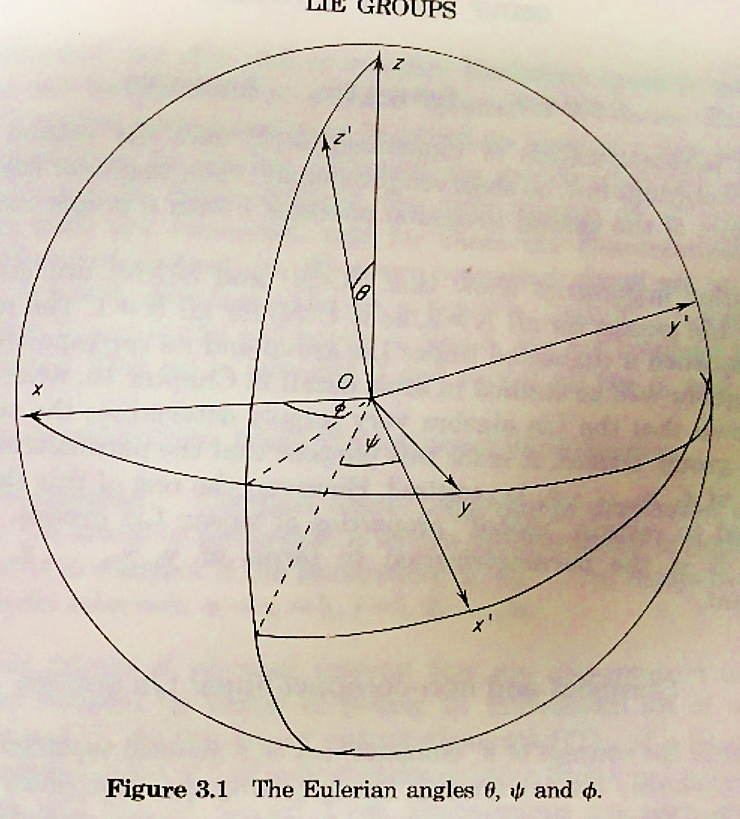 LIE GROUPS
z
z'
θ
y'
O
x
ϕ
ψ
y
x'
Figure 3.1 The Eulerian angles θ, ψ and ϕ.